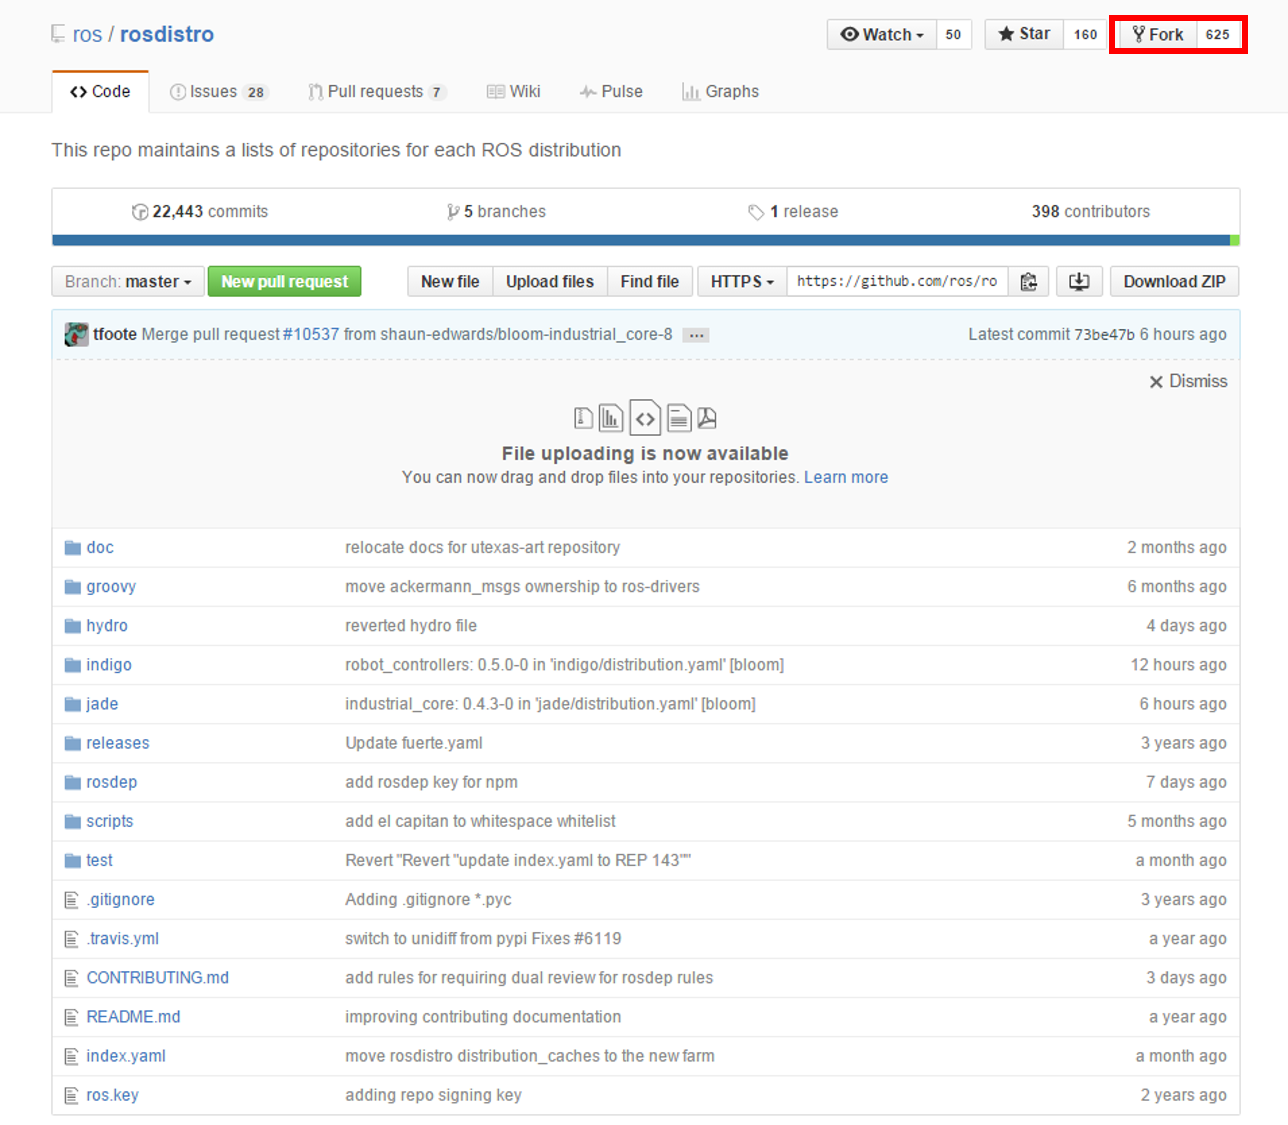 ros / rosdistro
Watch 50 Star 160 Fork 625
Code Issues 28 Pull requests 7 Wiki Pulse Graphs
This repo maintains a lists of repositories for each ROS distribution
22,443 commits 5 branches 1 release 398 contributors
Branch: master New pull request New file Upload files Find file HTTPS https://github.com/ros/ro Download ZIP
tfoote Merge pull request #10537 from shaun-edwards/bloom-industrial_core-8 ... Latest commit 73be47b 6 hours ago
Dismiss
File uploading is now available
You can now drag and drop files into your repositories. Learn more
doc relocate docs for utexas-art repository 2 months ago
groovy move ackermann_msgs ownership to ros-drivers 6 months ago
hydro reverted hydro file 4 days ago
indigo robot_controllers: 0.5.0-0 in 'indigo/distribution.yaml' [bloom] 12 hours ago
jade industrial_core: 0.4.3-0 in 'jade/distribution.yaml' [bloom] 6 hours ago
releases Update fuerte.yaml 3 years ago
rosdep add rosdep key for npm 7 days ago
scripts add el capitan to whitespace whitelist 5 months ago
test Revert "Revert "update index.yaml to REP 143"" a month ago
.gitignore Adding .gitignore *.pyc 3 years ago
.travis.yml switch to unidiff from pypi Fixes #6119 a year ago
CONTRIBUTING.md add rules for requiring dual review for rosdep rules 3 days ago
README.md improving contributing documentation a year ago
index.yaml move rosdistro distribution_caches to the new farm a month ago
ros.key adding repo signing key 2 years ago